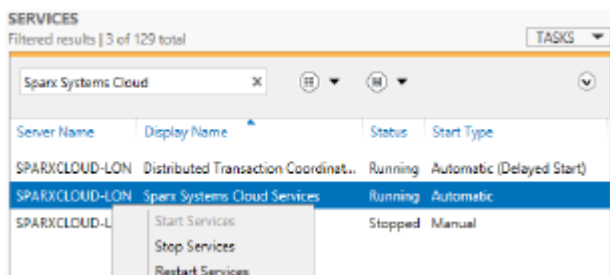 SERVICES
Filtered results | 3 of 129 total
TASKS
Sparx Systems Cloud
Server Name Display Name Status Start Type
SPARXCLOUD-LON Distributed Transaction Coordinat... Running Automatic (Delayed Start)
SPARXCLOUD-LON Sparx Systems Cloud Services Running Automatic
SPARXCLOUD-L Stopped Manual
Start Services
Stop Services
Restart Services